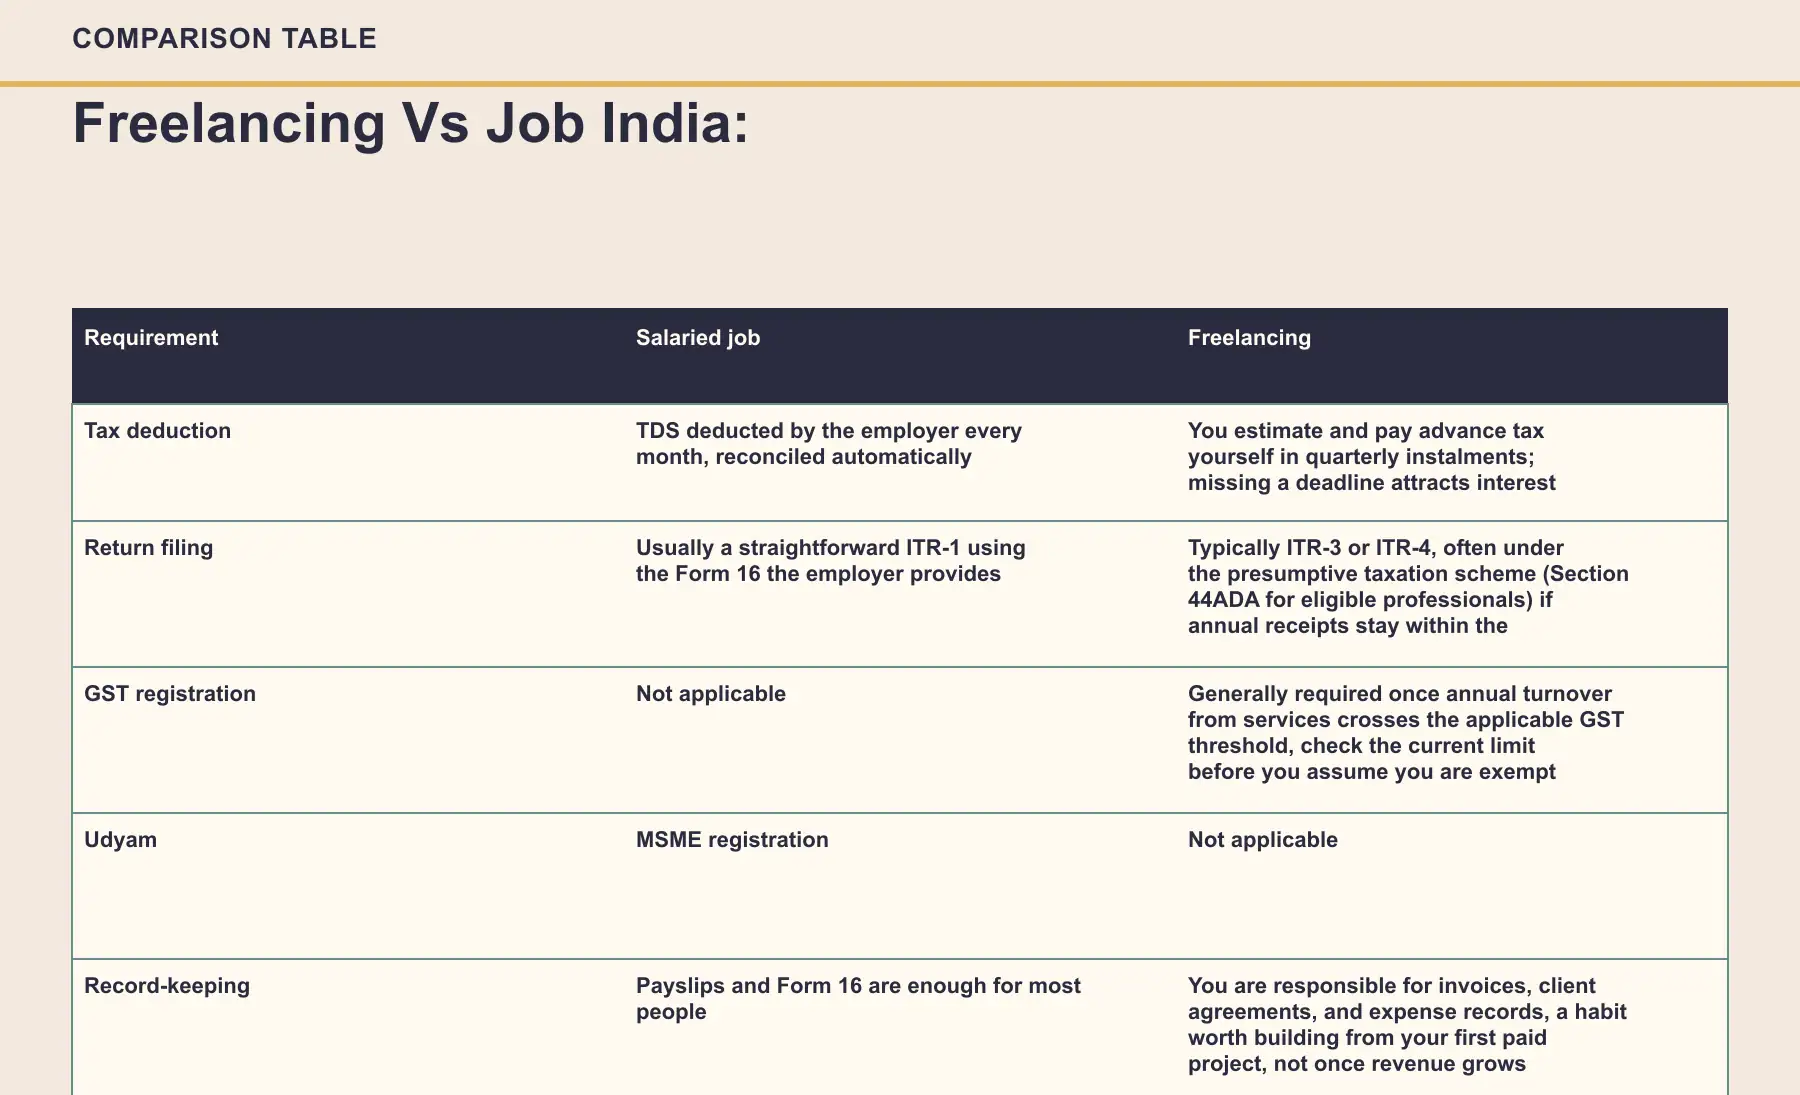 COMPARISON TABLE
Freelancing Vs Job India:
Requirement
Salaried job
Freelancing
Tax deduction
TDS deducted by the employer every
month, reconciled automatically
You estimate and pay advance tax
yourself in quarterly instalments;
missing a deadline attracts interest
Return filing
Usually a straightforward ITR-1 using
the Form 16 the employer provides
Typically ITR-3 or ITR-4, often under
the presumptive taxation scheme (Section
44ADA for eligible professionals) if
annual receipts stay within the
GST registration
Not applicable
Generally required once annual turnover
from services crosses the applicable GST
threshold, check the current limit
before you assume you are exempt
Udyam
MSME registration
Not applicable
Record-keeping
Payslips and Form 16 are enough for most
people
You are responsible for invoices, client
agreements, and expense records, a habit
worth building from your first paid
project, not once revenue grows